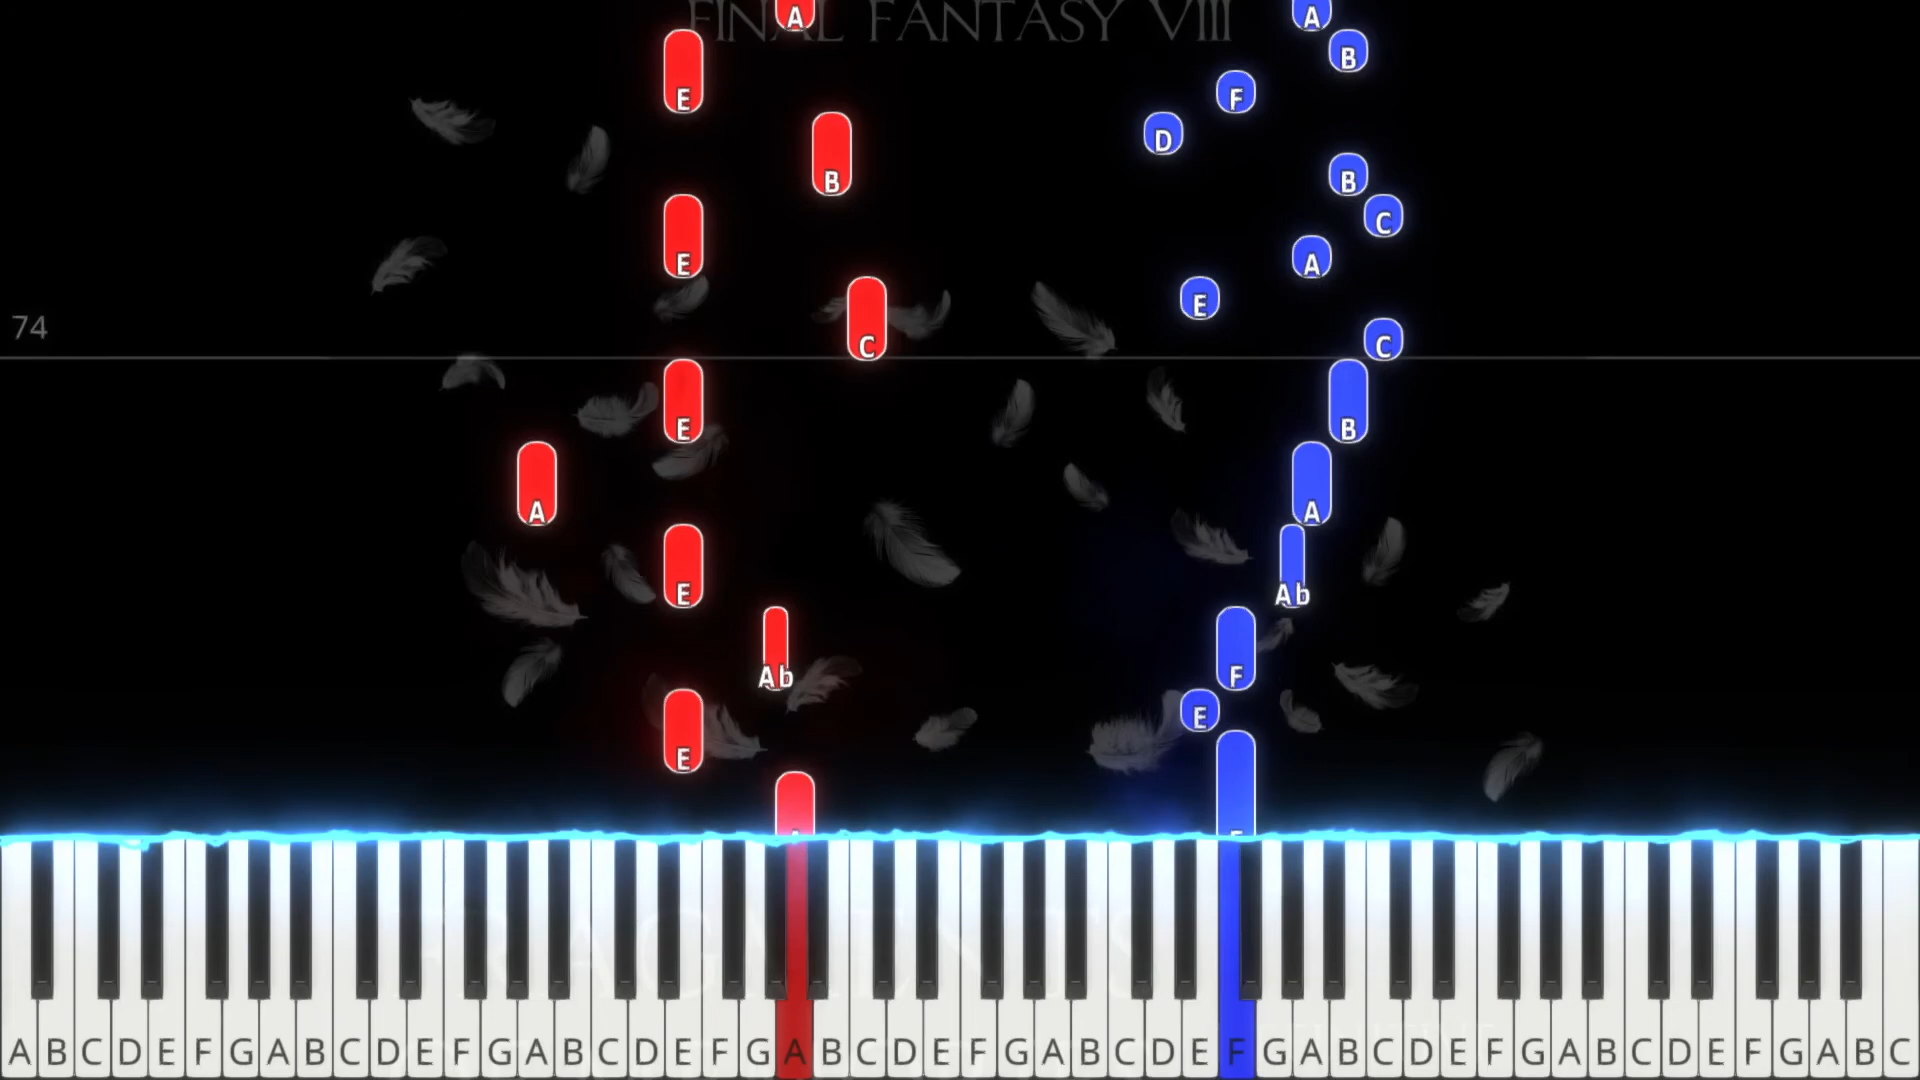 FINAL FANTASY VIII
A A
B
E F
D
B B
C
E A
E
C C
74
E B
A A
E Ab
Ab F
E E
A B C D E F G A B C D E F G A B C D E F G A B C D E F G A B C D E F G A B C D E F G A B C D E F G A B C